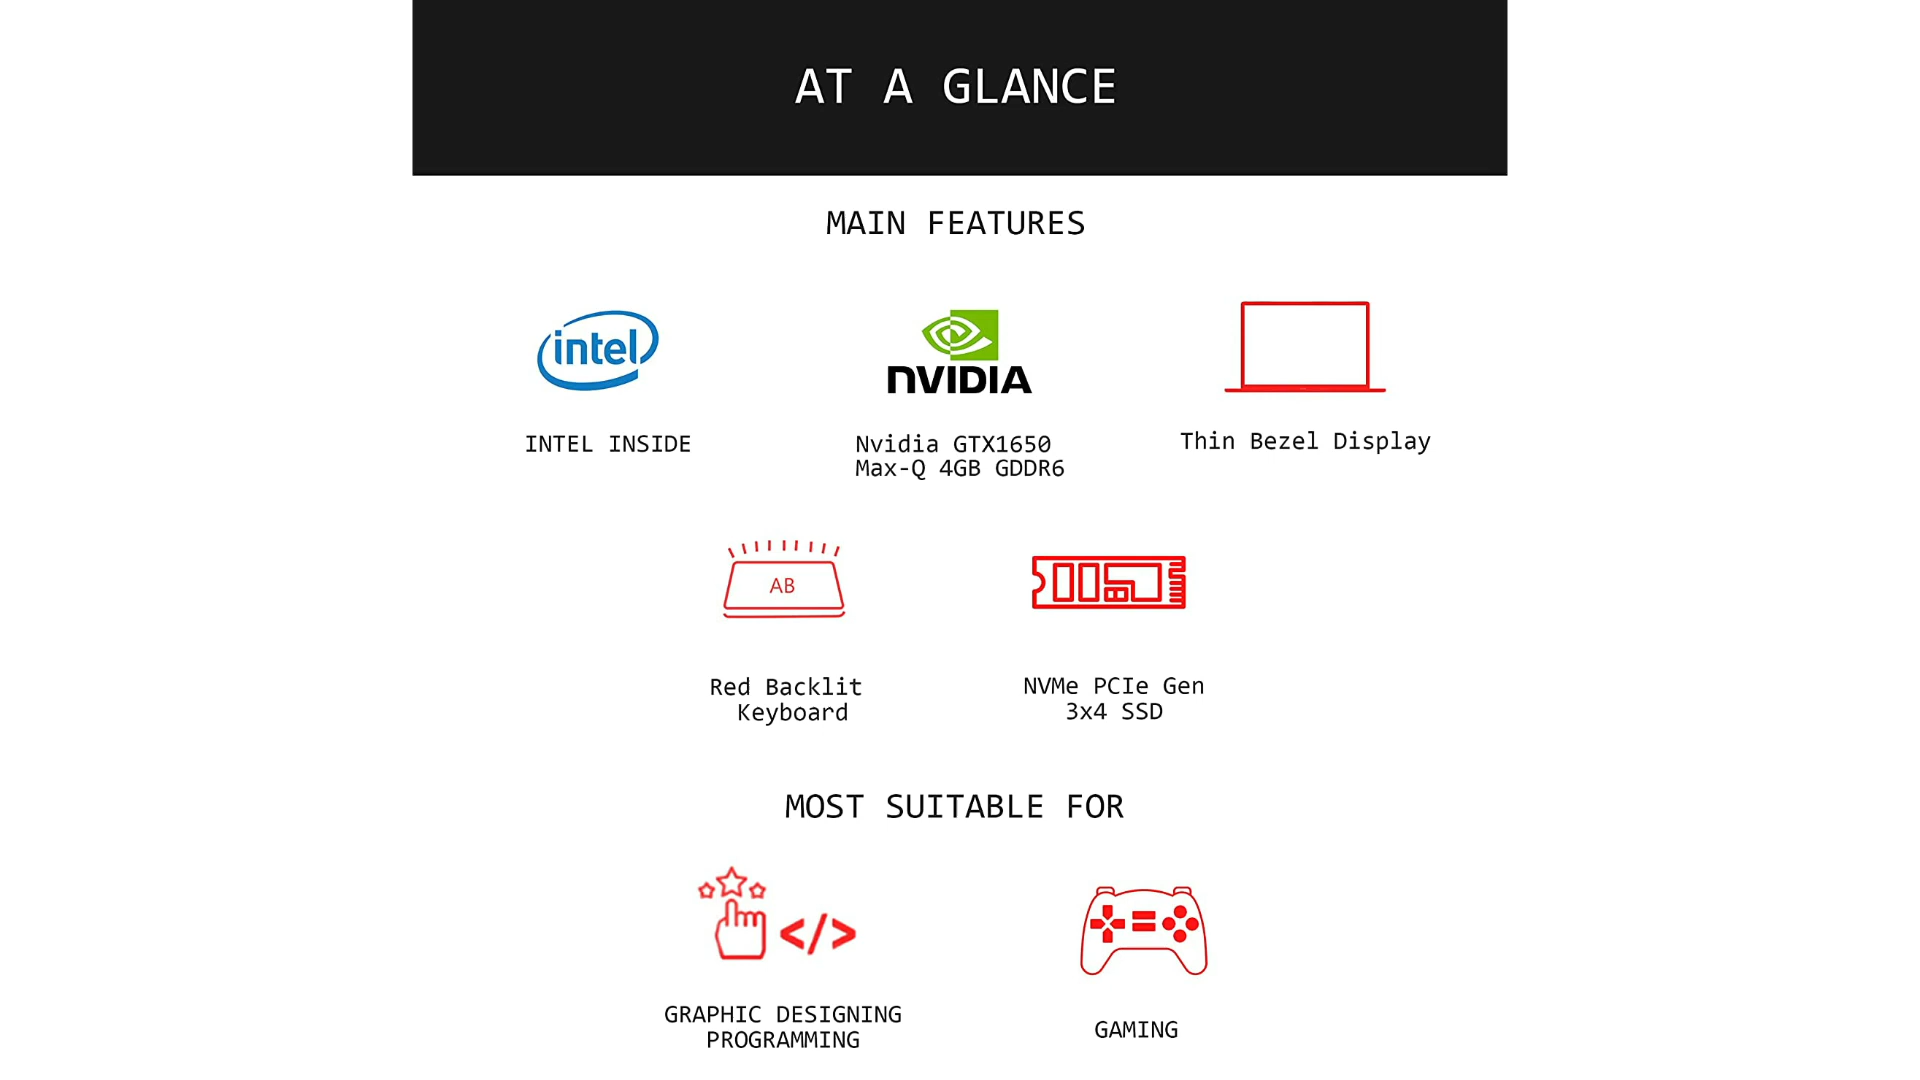 AT A GLANCE
MAIN FEATURES
intel
NVIDIA
INTEL INSIDE
Nvidia GTX1650
Max-Q 4GB GDDR6
Thin Bezel Display
AB
Red Backlit
Keyboard
NVMe PCIe Gen
3x4 SSD
MOST SUITABLE FOR
</>
GRAPHIC DESIGNING
PROGRAMMING
GAMING